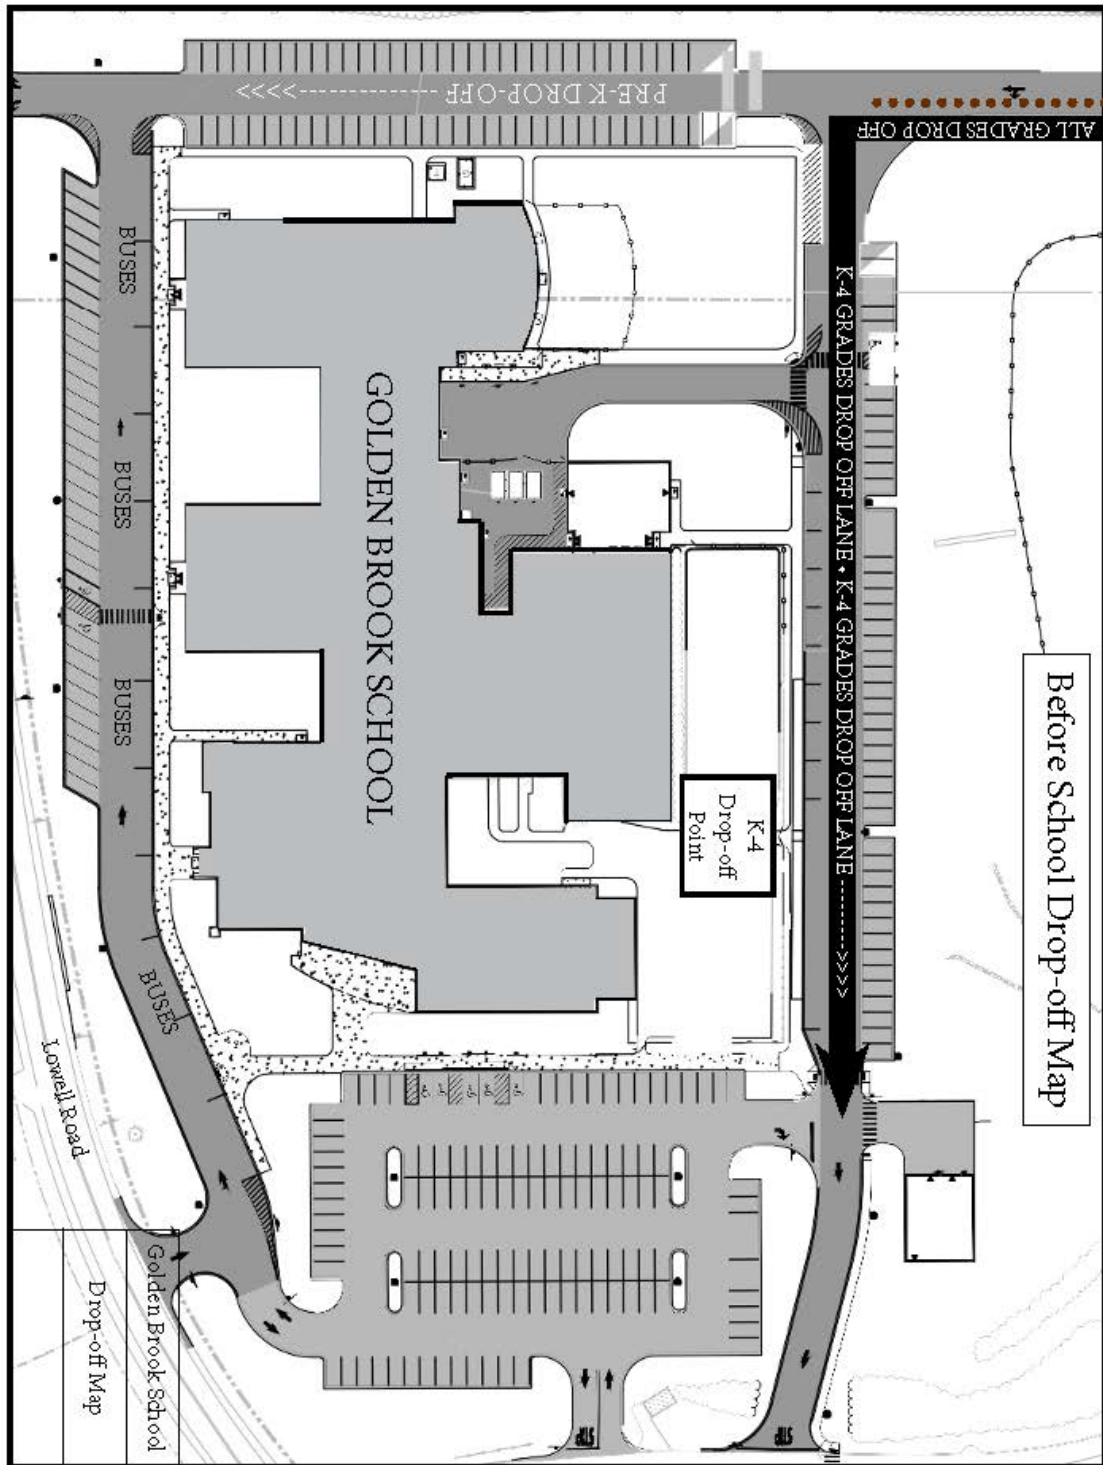 Before School Drop-off Map
ALL GRADES DROP OFF
PRE-K DROP-OFF ------------->>>>
K-4 GRADES DROP OFF LANE • K-4 GRADES DROP OFF LANE -------->>>>
K-4
Drop-off
Point
GOLDEN BROOK SCHOOL
BUSES
BUSES
BUSES
BUSES
Lowell Road
STOP
STOP
Golden Brook School
Drop-off Map